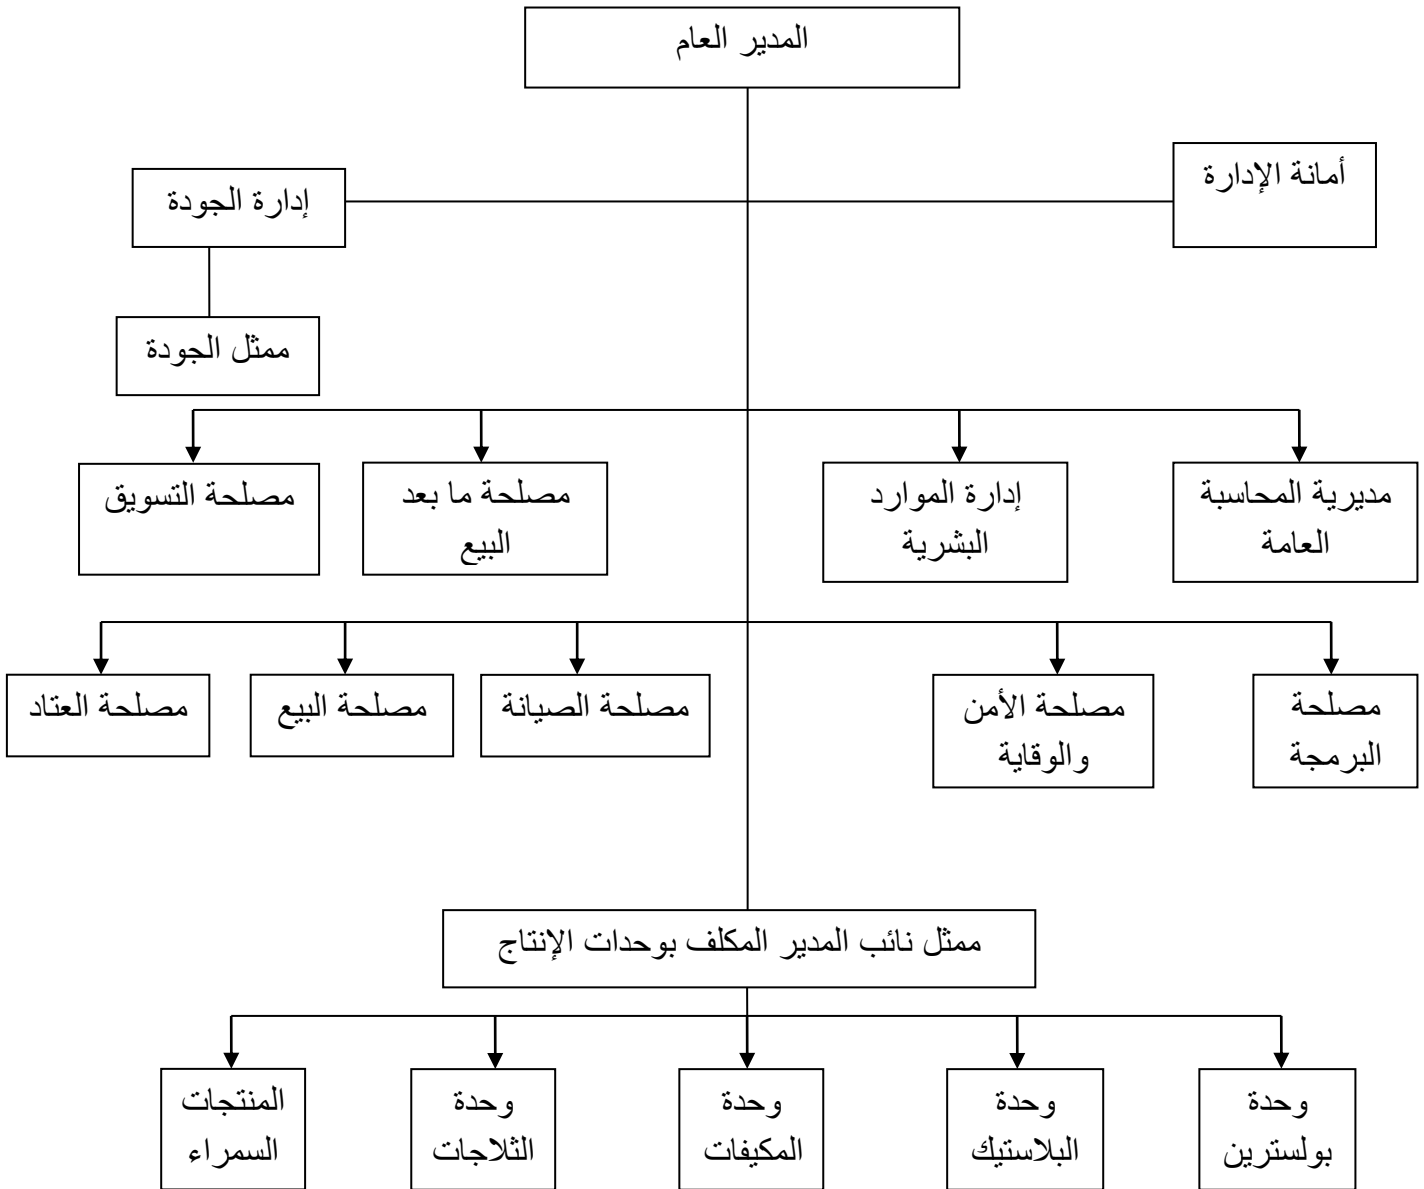 المدير العام
أمانة الإدارة
إدارة الجودة
ممثل الجودة
مديرية المحاسبة
العامة
إدارة الموارد
البشرية
مصلحة ما بعد
البيع
مصلحة التسويق
مصلحة
البرمجة
مصلحة الأمن
والوقاية
مصلحة الصيانة
مصلحة البيع
مصلحة العتاد
ممثل نائب المدير المكلف بوحدات الإنتاج
وحدة
بولسترين
وحدة
البلاستيك
وحدة
المكيفات
وحدة
الثلاجات
المنتجات
السمراء